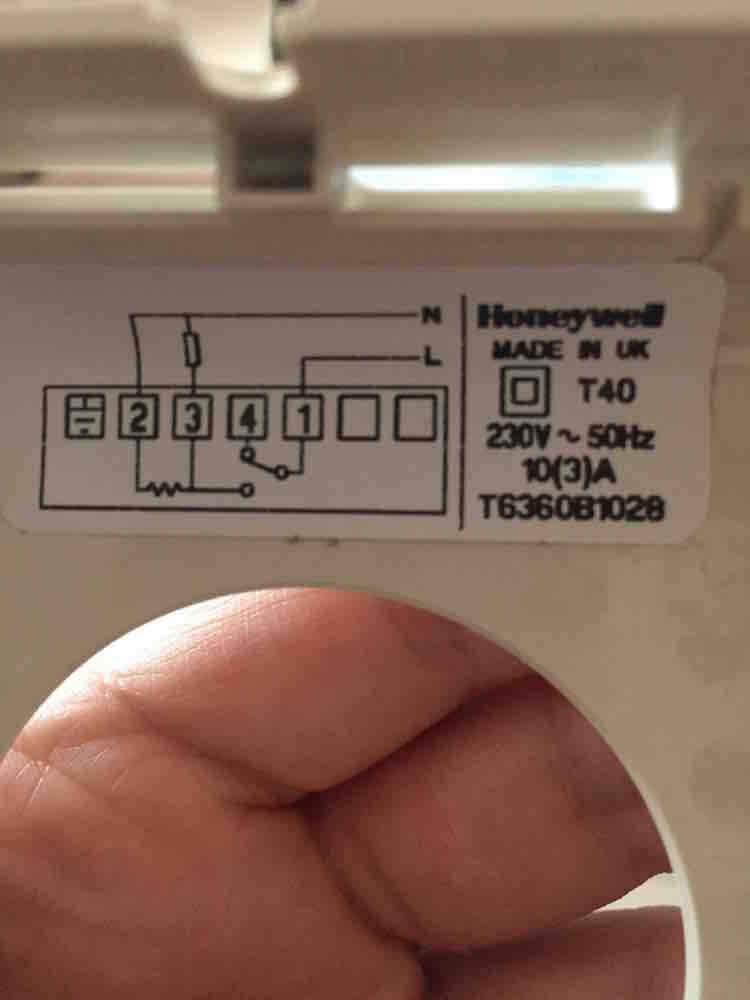 N
L
2 3 4 1
Honeywell
MADE IN UK
T40
230V ~ 50Hz
10(3)A
T6360B1028